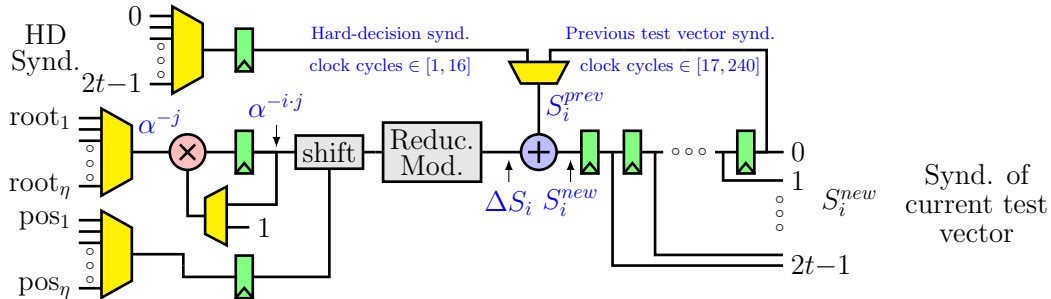 0
HD
Synd.
2t−1
Hard-decision synd.
clock cycles ∈ [1, 16]
Previous test vector synd.
clock cycles ∈ [17, 240]
S_i^{prev}
root_1
root_η
α^{−j}
×
α^{−i·j}
shift
Reduc.
Mod.
+
ΔS_i
S_i^{new}
0
1
2t−1
S_i^{new}
Synd. of
current test
vector
1
pos_1
pos_η